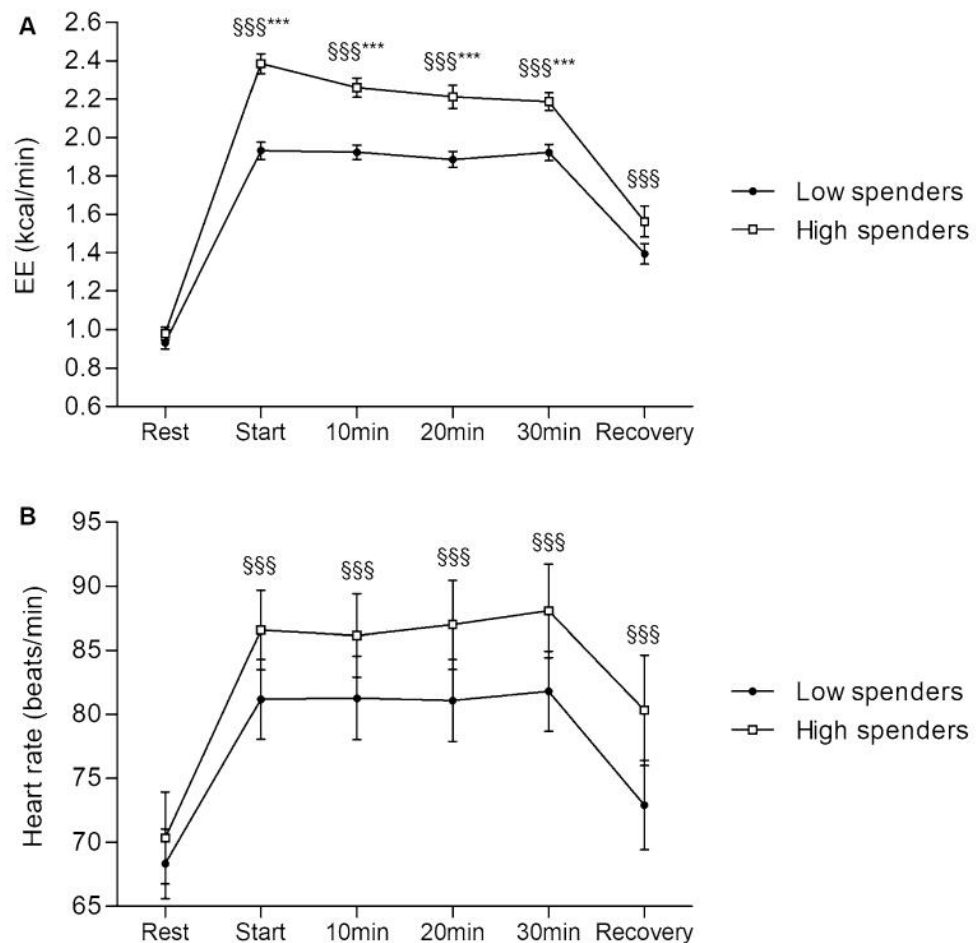 A
EE (kcal/min)
2.6
2.4
2.2
2.0
1.8
1.6
1.4
1.2
1.0
0.8
0.6
§§§***
§§§***
§§§***
§§§***
§§§
Rest
Start
10min
20min
30min
Recovery
Low spenders
High spenders
B
Heart rate (beats/min)
95
90
85
80
75
70
65
§§§
§§§
§§§
§§§
§§§
Rest
Start
10min
20min
30min
Recovery
Low spenders
High spenders